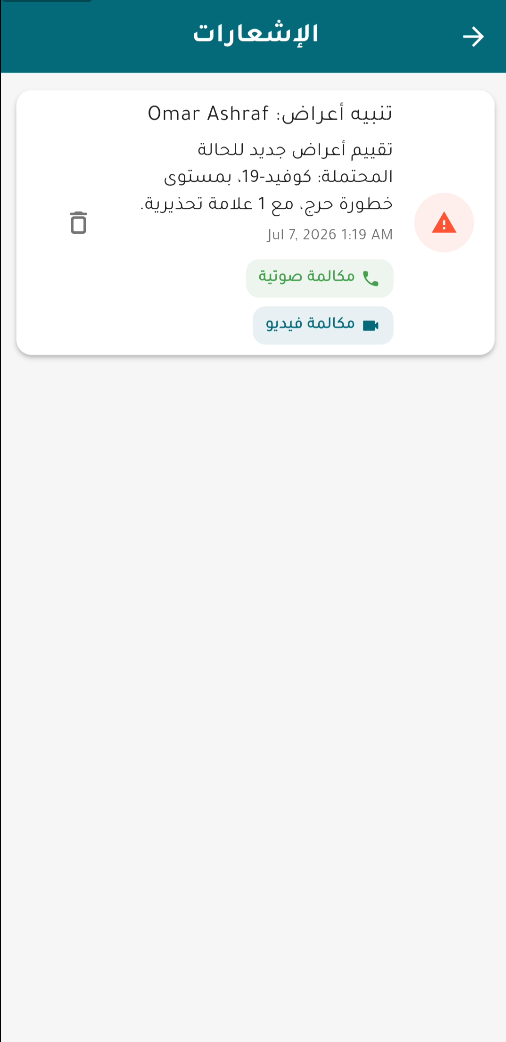 الإشعارات
تنبيه أعراض: Omar Ashraf
تقييم أعراض جديد للحالة
المحتملة: كوفيد-19، بمستوى
خطورة حرج، مع 1 علامة تحذيرية.
Jul 7, 2026 1:19 AM
مكالمة صوتية
مكالمة فيديو